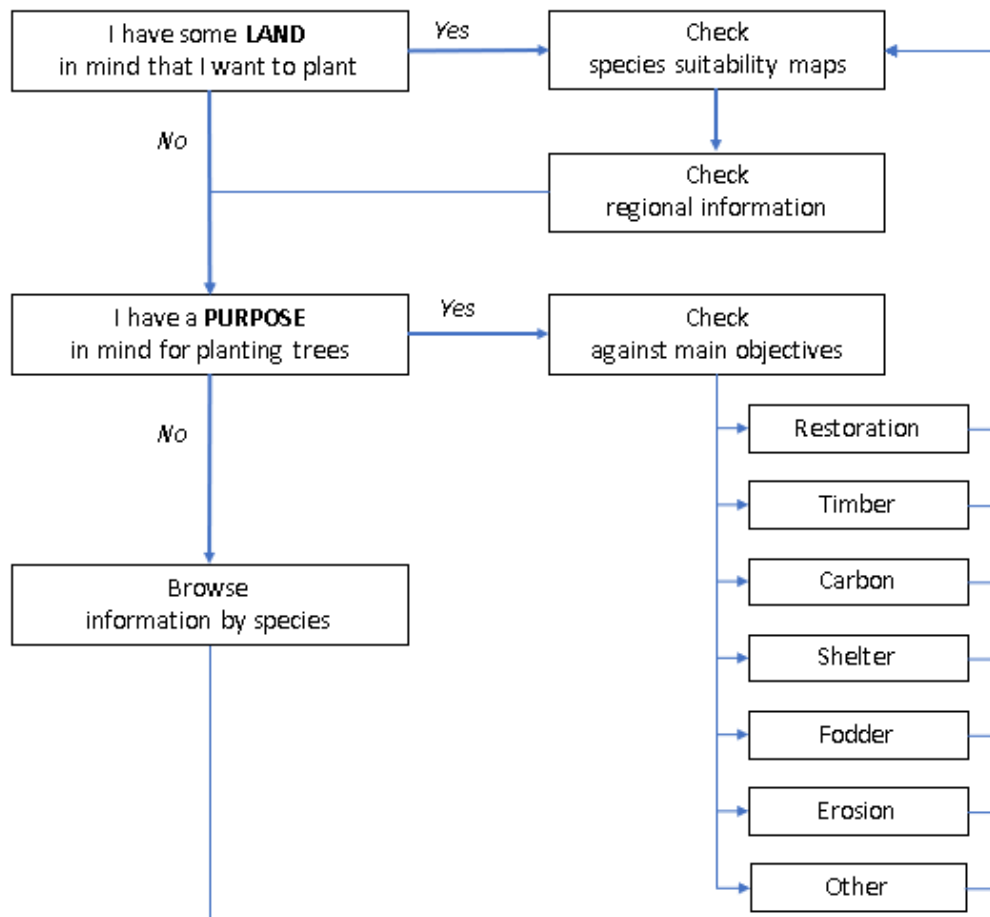 I have some LAND
in mind that I want to plant
Yes
Check
species suitability maps
No
Check
regional information
I have a PURPOSE
in mind for planting trees
Yes
Check
against main objectives
No
Restoration
Timber
Browse
information by species
Carbon
Shelter
Fodder
Erosion
Other